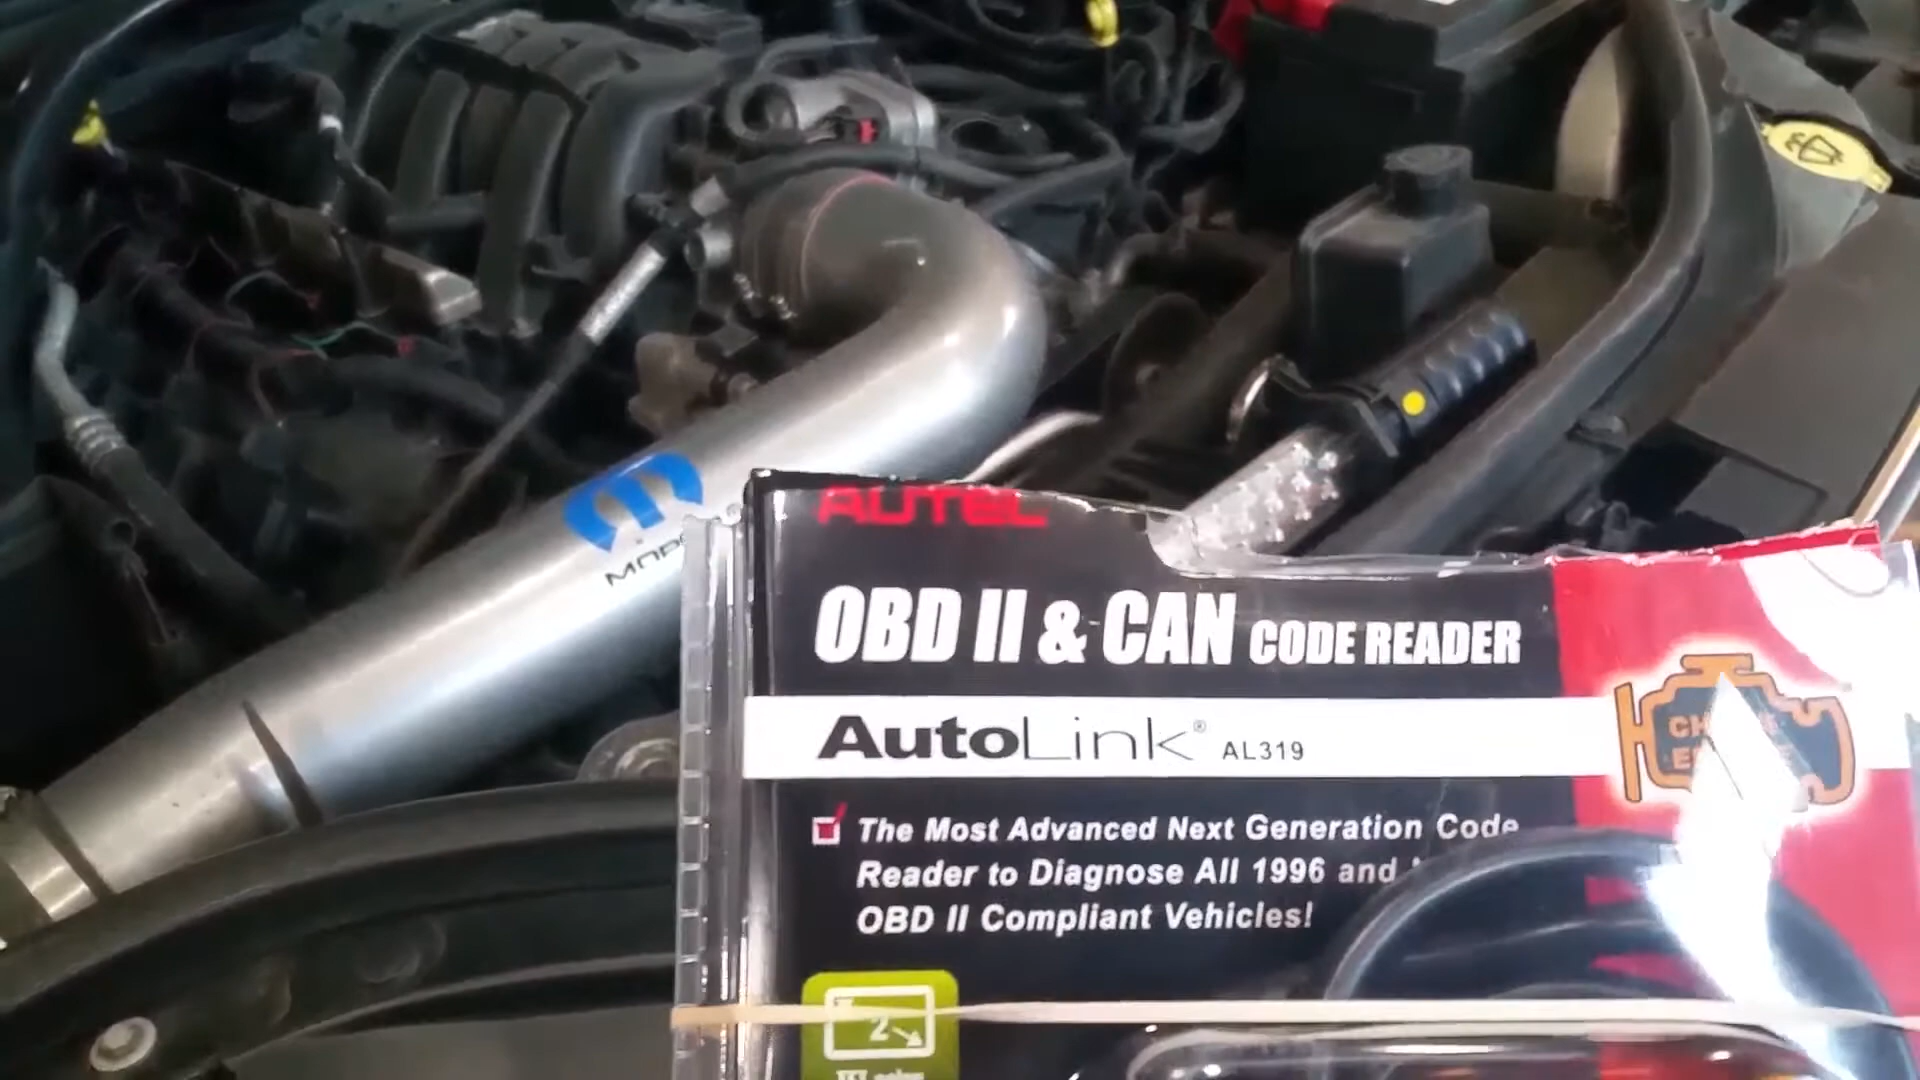 AUTEL
OBD II & CAN CODE READER
AutoLink® AL319
The Most Advanced Next Generation Code
Reader to Diagnose All 1996 and
OBD II Compliant Vehicles!
2